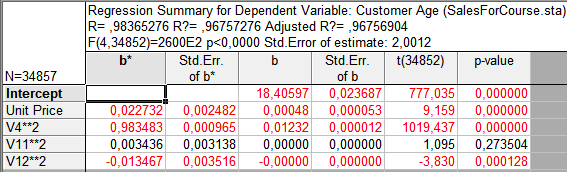 Regression Summary for Dependent Variable: Customer Age (SalesForCourse.sta)
R= ,98365276 R?= ,96757276 Adjusted R?= ,96756904
F(4,34852)=2600E2 p<0,0000 Std.Error of estimate: 2,0012
N=34857 b* Std.Err. of b* b Std.Err. of b t(34852) p-value
Intercept 18,40597 0,023687 777,035 0,000000
Unit Price 0,022732 0,002482 0,00048 0,000053 9,159 0,000000
V4**2 0,983483 0,000965 0,01232 0,000012 1019,437 0,000000
V11**2 0,003436 0,003138 0,00000 0,000000 1,095 0,273504
V12**2 -0,013467 0,003516 -0,00000 0,000000 -3,830 0,000128